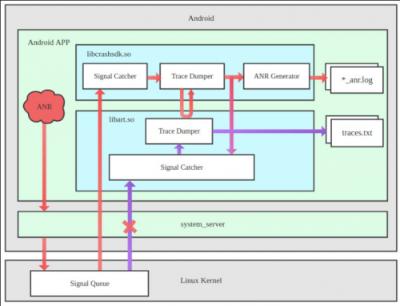 Android
Android APP
libcrashsdk.so
Signal Catcher
Trace Dumper
ANR Generator
*_anr.log
ANR
libart.so
Trace Dumper
traces.txt
Signal Catcher
system_server
Signal Queue
Linux Kernel